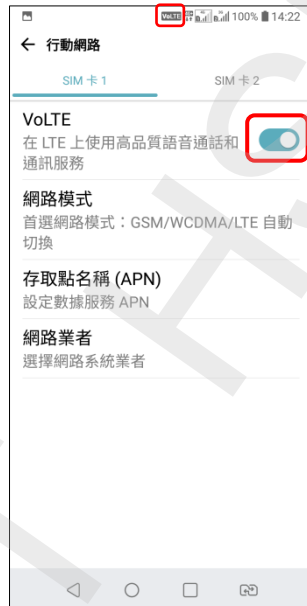 VoLTE 100% 14:22
行動網路
SIM 卡 1 SIM 卡 2
VoLTE
在 LTE 上使用高品質語音通話和
通訊服務
網路模式
首選網路模式：GSM/WCDMA/LTE 自動
切換
存取點名稱 (APN)
設定數據服務 APN
網路業者
選擇網路系統業者